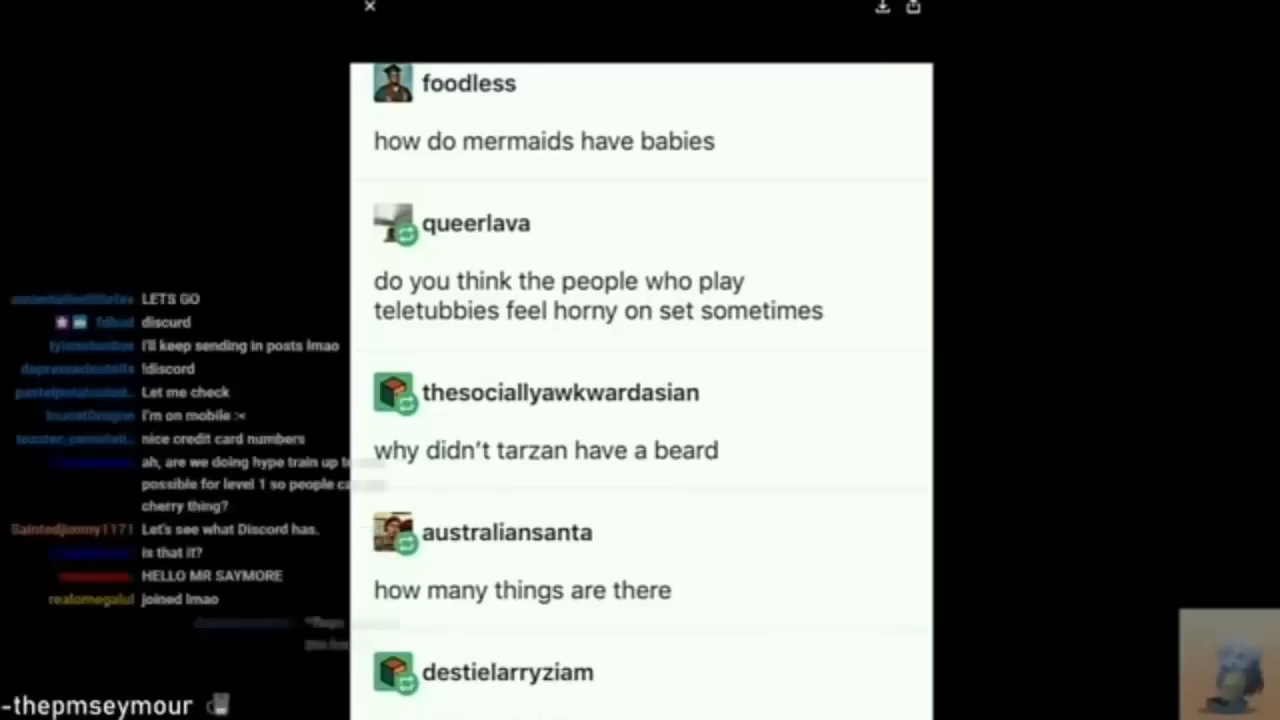 foodless
how do mermaids have babies
queerlava
do you think the people who play
teletubbies feel horny on set sometimes
thesociallyawkwardasian
why didn't tarzan have a beard
australiansanta
how many things are there
destielarryziam
LETS GO
discurd
I'll keep sending in posts lmao
!discord
Let me check
I'm on mobile :<
nice credit card numbers
ah, are we doing hype train up
possible for level 1 so people
cherry thing?
Saintedjimmy1171 Let's see what Discord has.
is that it?
HELLO MR SAYMORE
realomegalul joined lmao
-thepmseymour